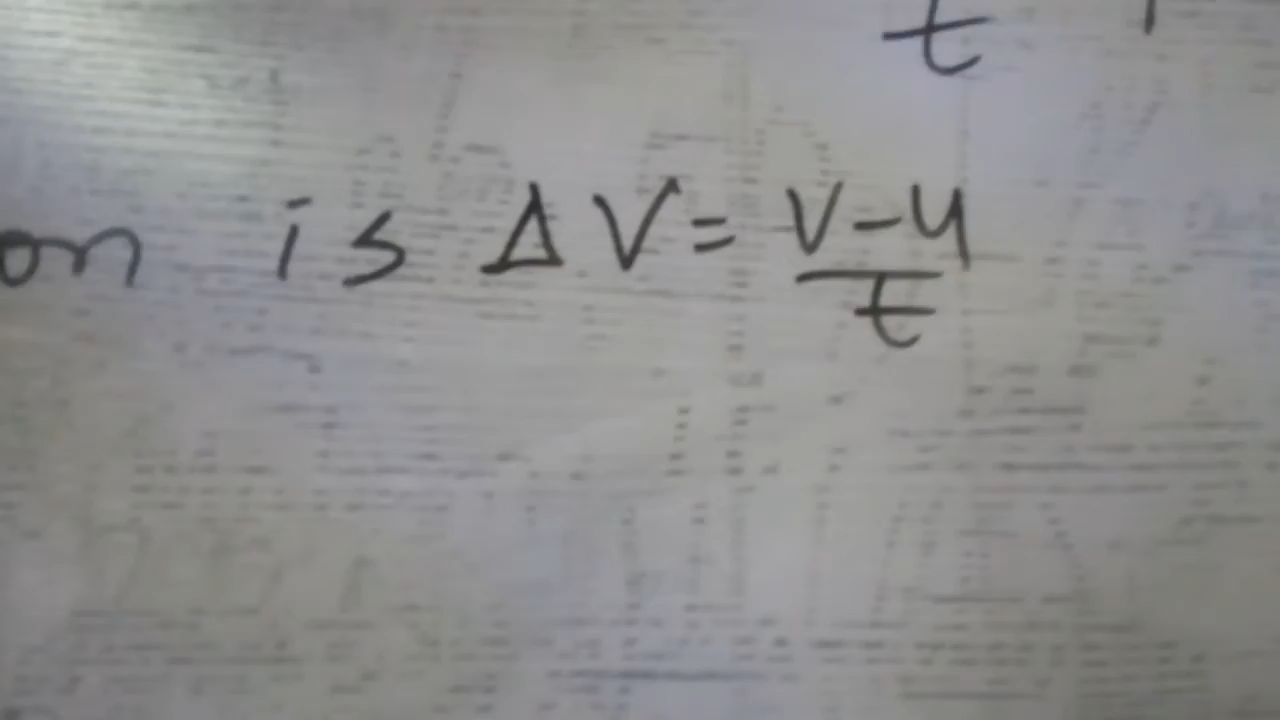 t
on is ΔV = v-u/t